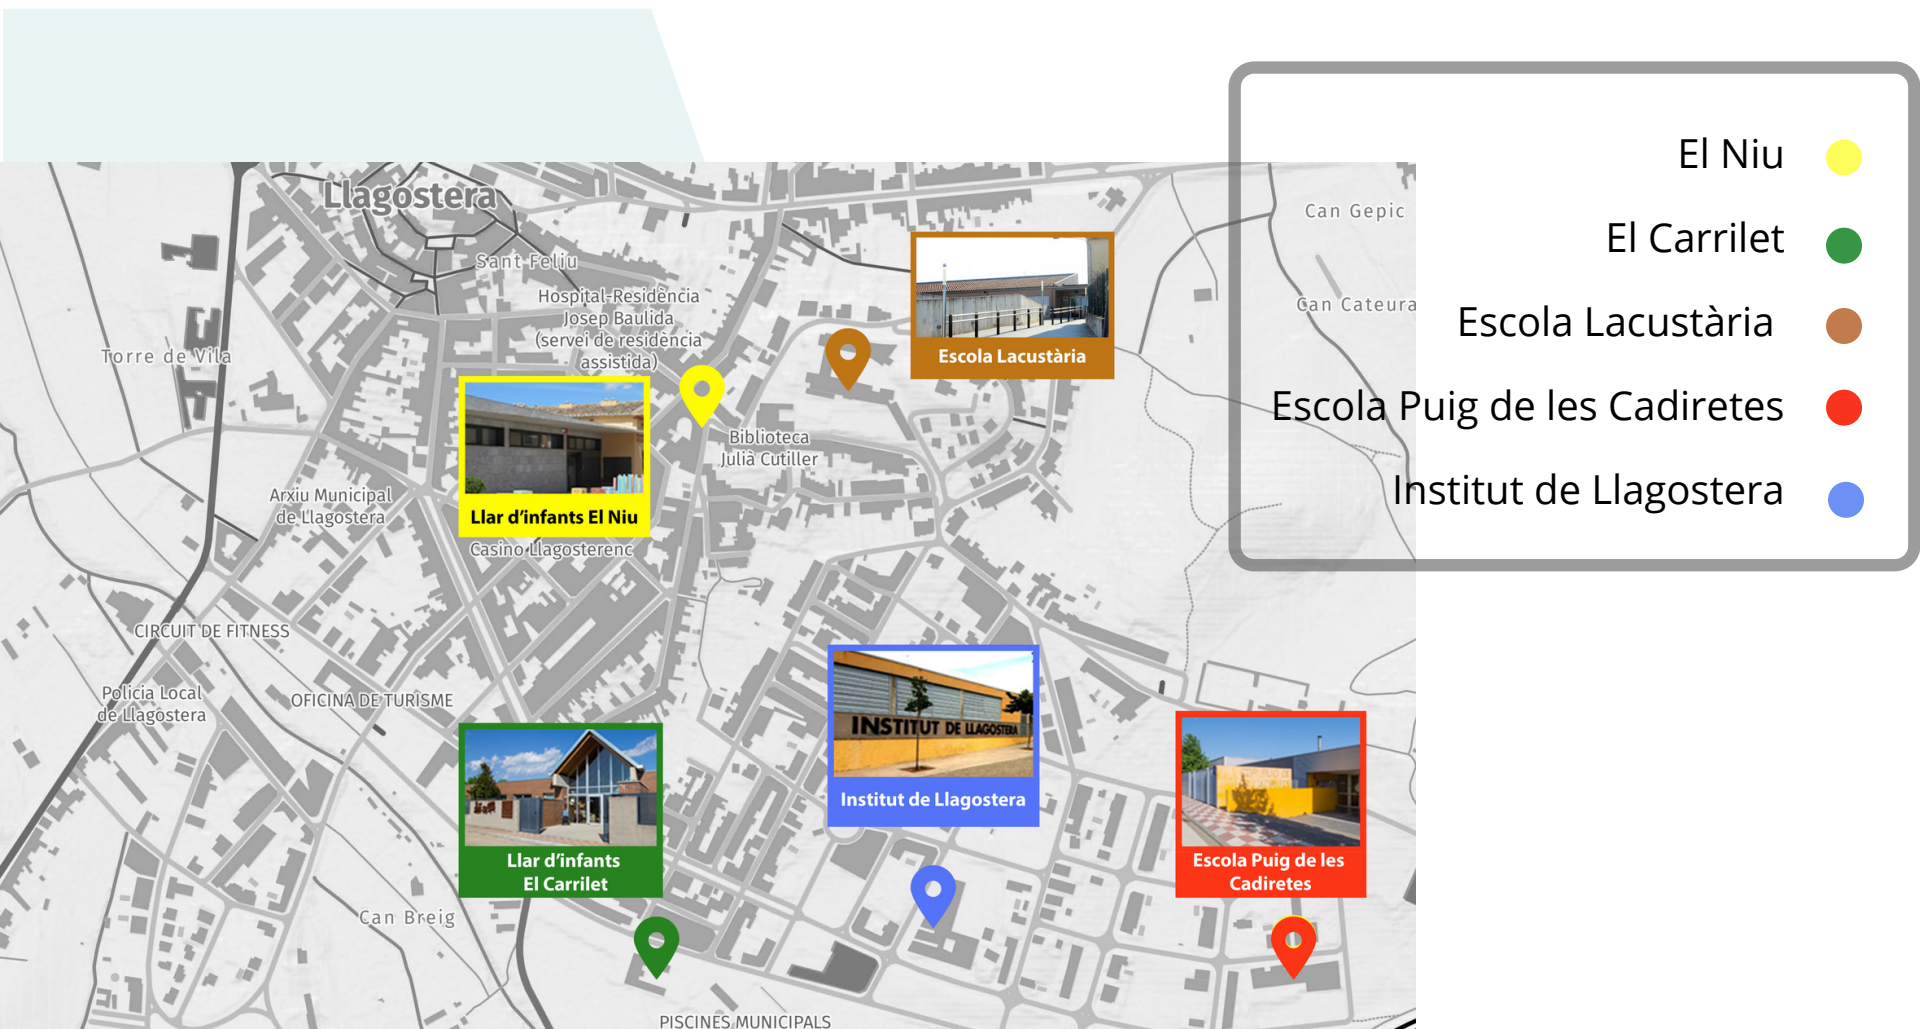 Llagostera
Sant Feliu
Hospital-Residència
Josep Baulida
(servei de residència
assistida)
Torre de Vila
Biblioteca
Julià Cutiller
Arxiu Municipal
de Llagostera
Casino Llagosterenc
CIRCUIT DE FITNESS
Policia Local
de Llagostera
OFICINA DE TURISME
Can Breig
PISCINES MUNICIPALS
Can Gepic
Can Cateura
Escola Lacustària
Llar d'infants El Niu
INSTITUT DE LLAGOSTERA
Institut de Llagostera
Llar d'infants
El Carrilet
Escola Puig de les
Cadiretes
El Niu
El Carrilet
Escola Lacustària
Escola Puig de les Cadiretes
Institut de Llagostera